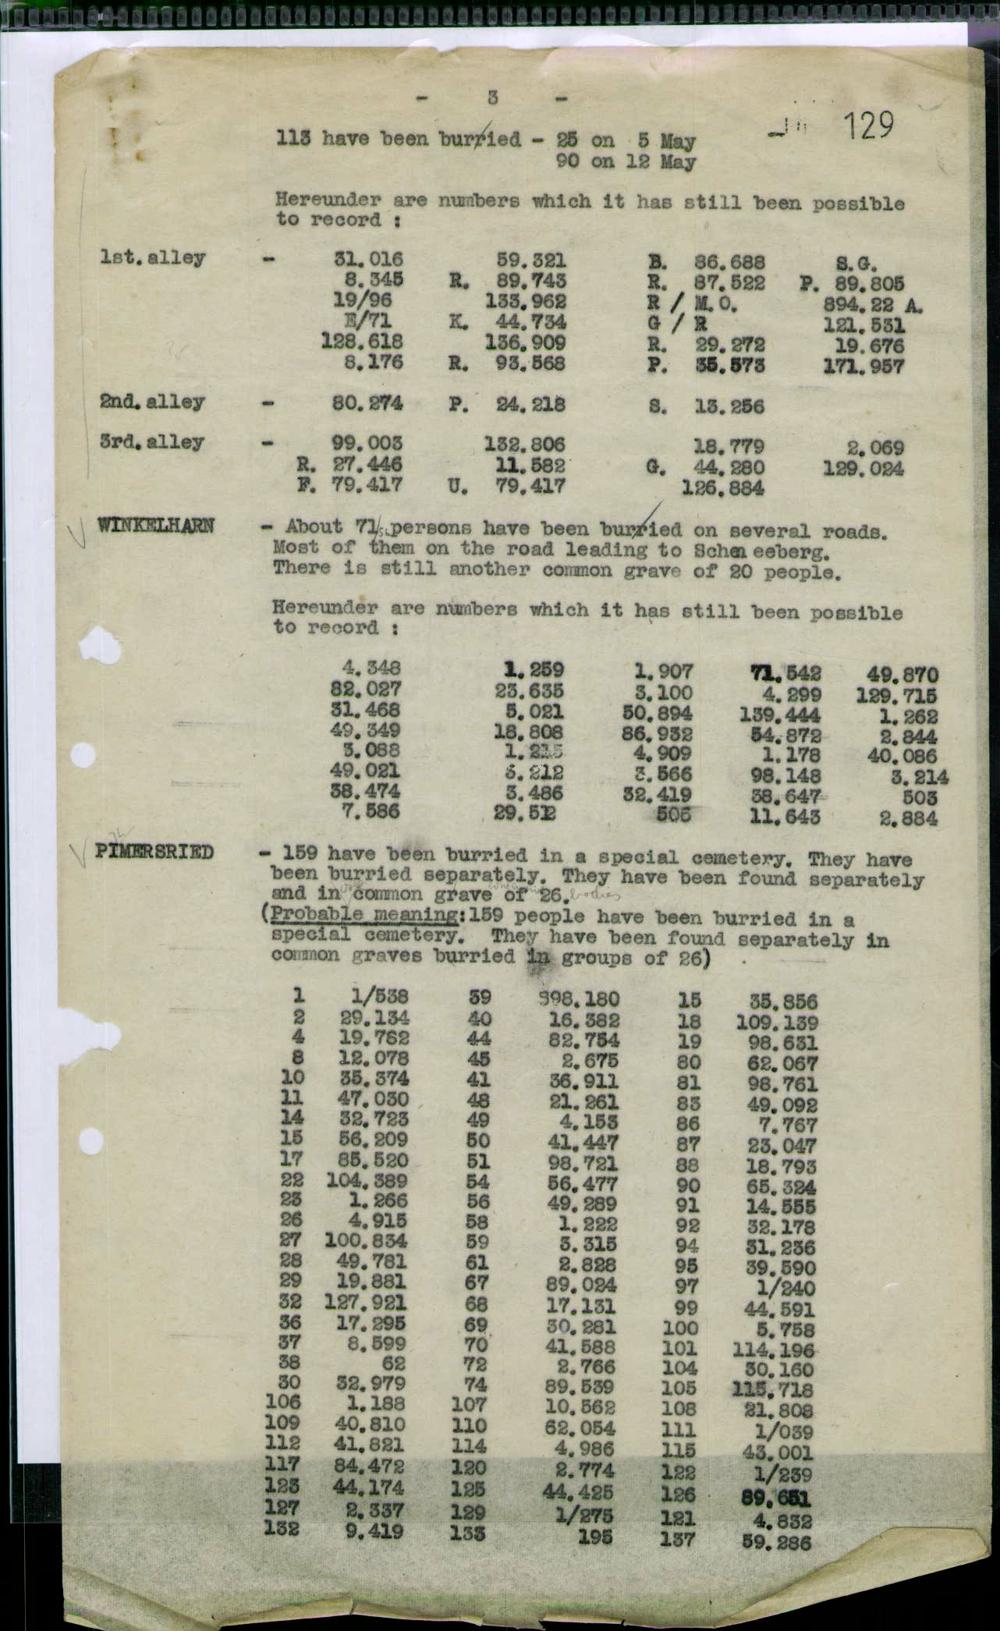 - 3 -
129
113 have been burried - 25 on 5 May
90 on 12 May
Hereunder are numbers which it has still been possible
to record :
1st. alley - 31.016 59.321 B. 86.688 S.G.
8.345 R. 89.743 R. 87.522 P. 89.805
19/96 133.962 R / M.O. 894.22 A.
E/71 K. 44.734 G / R 121.531
128.618 136.909 R. 29.272 19.676
8.176 R. 93.568 P. 35.573 171.957
2nd. alley - 80.274 P. 24.218 S. 13.256
3rd. alley - 99.003 132.806 18.779 2.069
R. 27.446 11.582 G. 44.280 129.024
F. 79.417 U. 79.417 126.884
WINKELHARN - About 71 persons have been burried on several roads.
Most of them on the road leading to Schneeberg.
There is still another common grave of 20 people.
Hereunder are numbers which it has still been possible
to record :
4.348 1.259 1.907 71.542 49.870
82.027 23.635 3.100 4.299 129.715
31.468 5.021 50.894 139.444 1.262
49.349 18.808 86.932 54.872 2.844
3.088 4.909 1.178 40.086
49.021 3.212 3.566 98.148 3.214
38.474 3.486 32.419 38.647 503
7.586 29.512 505 11.643 2.884
PIMERSRIED - 159 have been burried in a special cemetery. They have
been burried separately. They have been found separately
and in common grave of 26. bodies
(Probable meaning: 159 people have been burried in a
special cemetery. They have been found separately in
common graves burried in groups of 26)
1 1/538 39 398.180 15 35.856
2 29.134 40 16.382 18 109.139
4 19.762 44 82.754 19 98.631
8 12.078 45 2.675 80 62.067
10 35.374 41 36.911 81 98.761
11 47.030 48 21.261 83 49.092
14 32.723 49 4.153 86 7.767
15 56.209 50 41.447 87 23.047
17 85.520 51 98.721 88 18.793
22 104.389 54 56.477 90 65.324
23 1.266 56 49.289 91 14.555
26 4.915 58 1.222 92 32.178
27 100.834 59 3.315 94 31.236
28 49.781 61 2.828 95 39.590
29 19.881 67 89.024 97 1/240
32 127.921 68 17.131 99 44.591
36 17.295 69 30.281 100 5.758
37 8.599 70 41.588 101 114.196
38 62 72 2.766 104 30.160
30 32.979 74 89.539 105 115.718
106 1.188 107 10.562 108 21.808
109 40.810 110 62.054 111 1/039
112 41.821 114 4.986 115 43.001
117 84.472 120 2.774 122 1/239
123 44.174 125 44.425 126 89.651
127 2.337 129 1/275 121 4.832
132 9.419 133 195 137 59.286